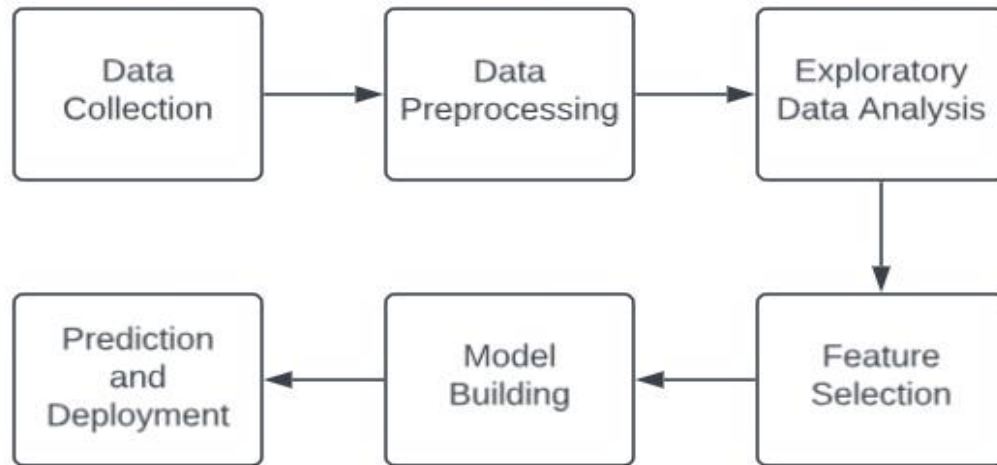 Data
Collection
Data
Preprocessing
Exploratory
Data Analysis
Feature
Selection
Model
Building
Prediction
and
Deployment